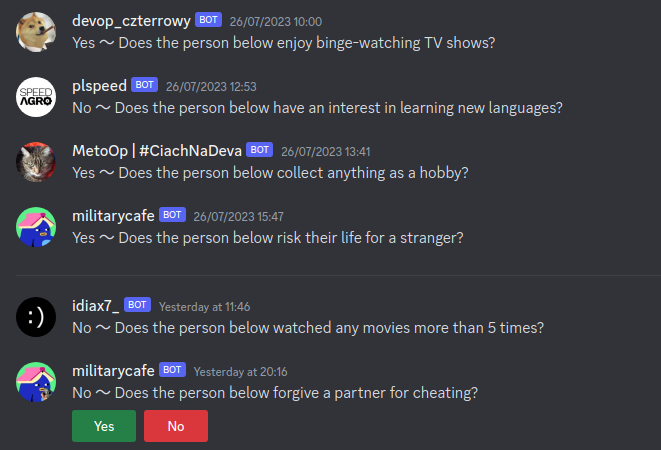 devop_czterrowy BOT 26/07/2023 10:00
Yes ～ Does the person below enjoy binge-watching TV shows?
SPEED
AGRO
plspeed BOT 26/07/2023 12:53
No ～ Does the person below have an interest in learning new languages?
MetoOp | #CiachNaDeva BOT 26/07/2023 13:41
Yes ～ Does the person below collect anything as a hobby?
militarycafe BOT 26/07/2023 15:47
Yes ～ Does the person below risk their life for a stranger?
:)
idiax7_ BOT Yesterday at 11:46
No ～ Does the person below watched any movies more than 5 times?
militarycafe BOT Yesterday at 20:16
No ～ Does the person below forgive a partner for cheating?
Yes No